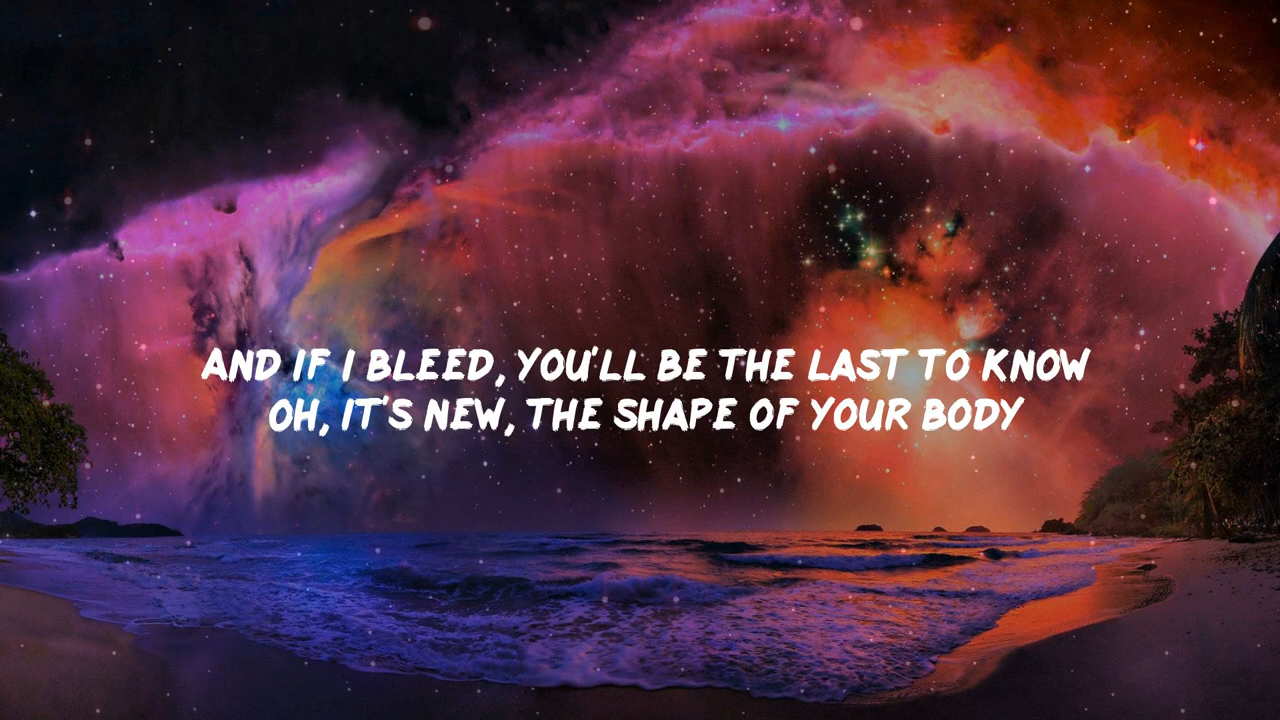 AND IF I BLEED, YOU'LL BE THE LAST TO KNOW
OH, IT'S NEW, THE SHAPE OF YOUR BODY